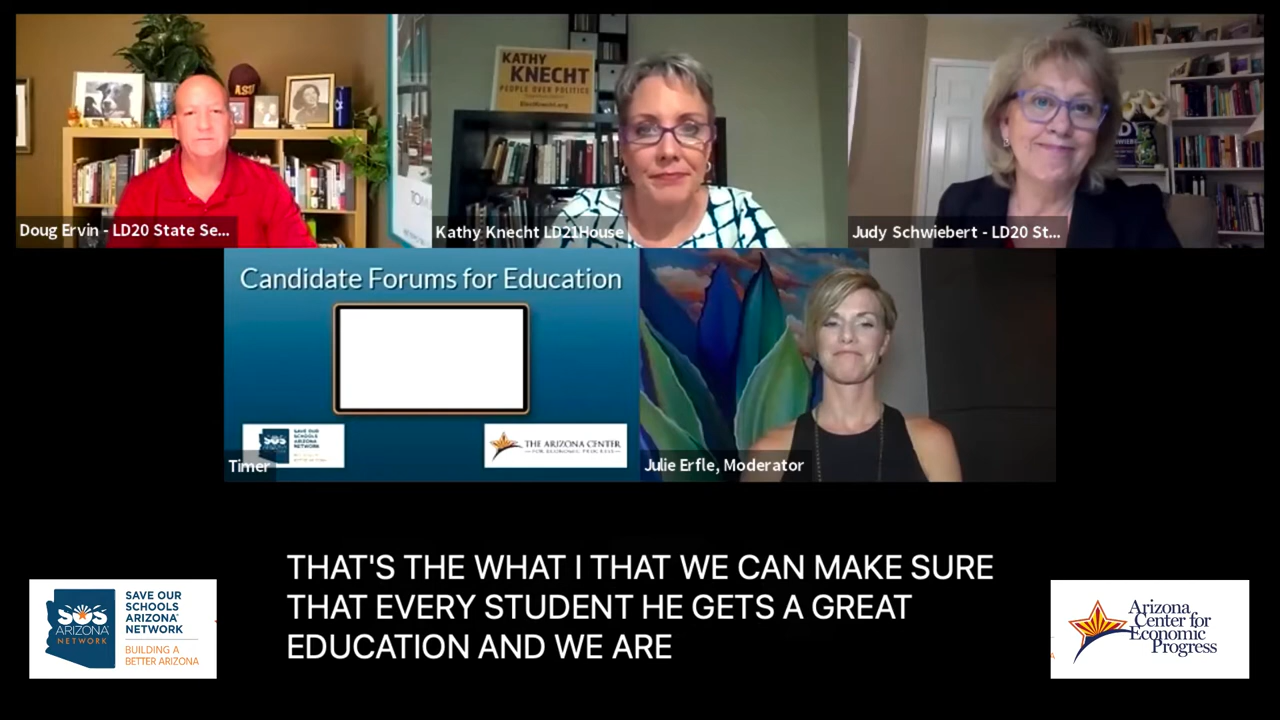 ASU
KATHY
KNECHT
PEOPLE OVER POLITICS
ElectKnecht.org
Doug Ervin - LD20 State Se...
Kathy Knecht LD21House
Judy Schwiebert - LD20 St...
Candidate Forums for Education
SAVE OUR
SCHOOLS
ARIZONA
NETWORK
THE ARIZONA CENTER
FOR ECONOMIC PROGRESS
Timer
Julie Erfle, Moderator
THAT'S THE WHAT I THAT WE CAN MAKE SURE
THAT EVERY STUDENT HE GETS A GREAT
EDUCATION AND WE ARE
SOS
ARIZONA
NETWORK
SAVE OUR
SCHOOLS
ARIZONA
NETWORK
BUILDING A
BETTER ARIZONA
Arizona
Center for
Economic
Progress